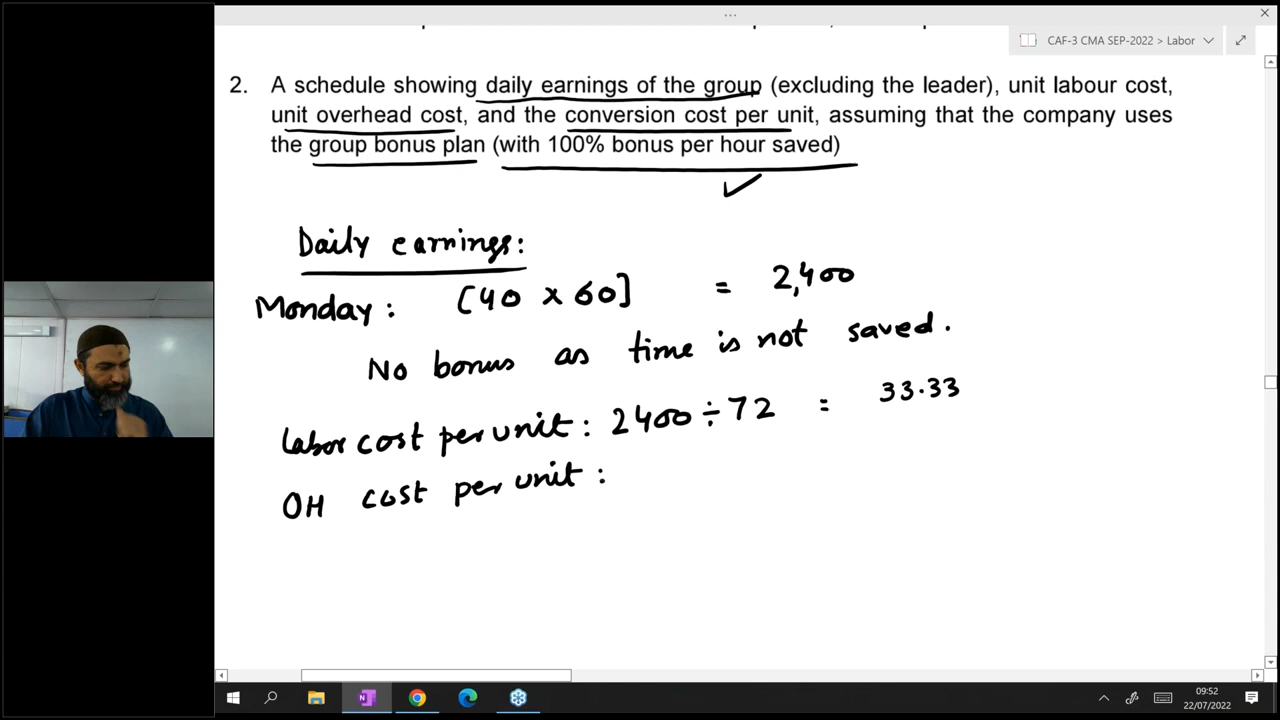 CAF-3 CMA SEP-2022 > Labor
2. A schedule showing daily earnings of the group (excluding the leader), unit labour cost,
unit overhead cost, and the conversion cost per unit, assuming that the company uses
the group bonus plan (with 100% bonus per hour saved)
Daily earnings:
Monday: [40 x 60] = 2,400
No bonus as time is not saved.
Labor cost per unit: 2400 ÷ 72 = 33.33
OH cost per unit:
09:52
22/07/2022